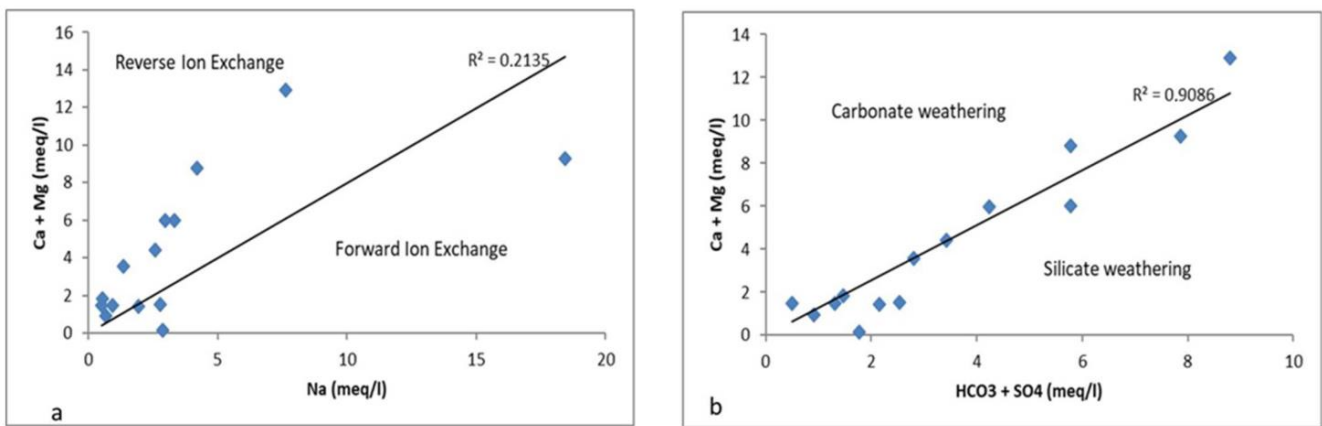 16
14
12
10
8
6
4
2
0
Ca + Mg (meq/l)
Reverse Ion Exchange
R² = 0.2135
Forward Ion Exchange
0 5 10 15 20
Na (meq/l)
a
14
12
10
8
6
4
2
0
Ca + Mg (meq/l)
Carbonate weathering
R² = 0.9086
Silicate weathering
0 2 4 6 8 10
HCO3 + SO4 (meq/l)
b